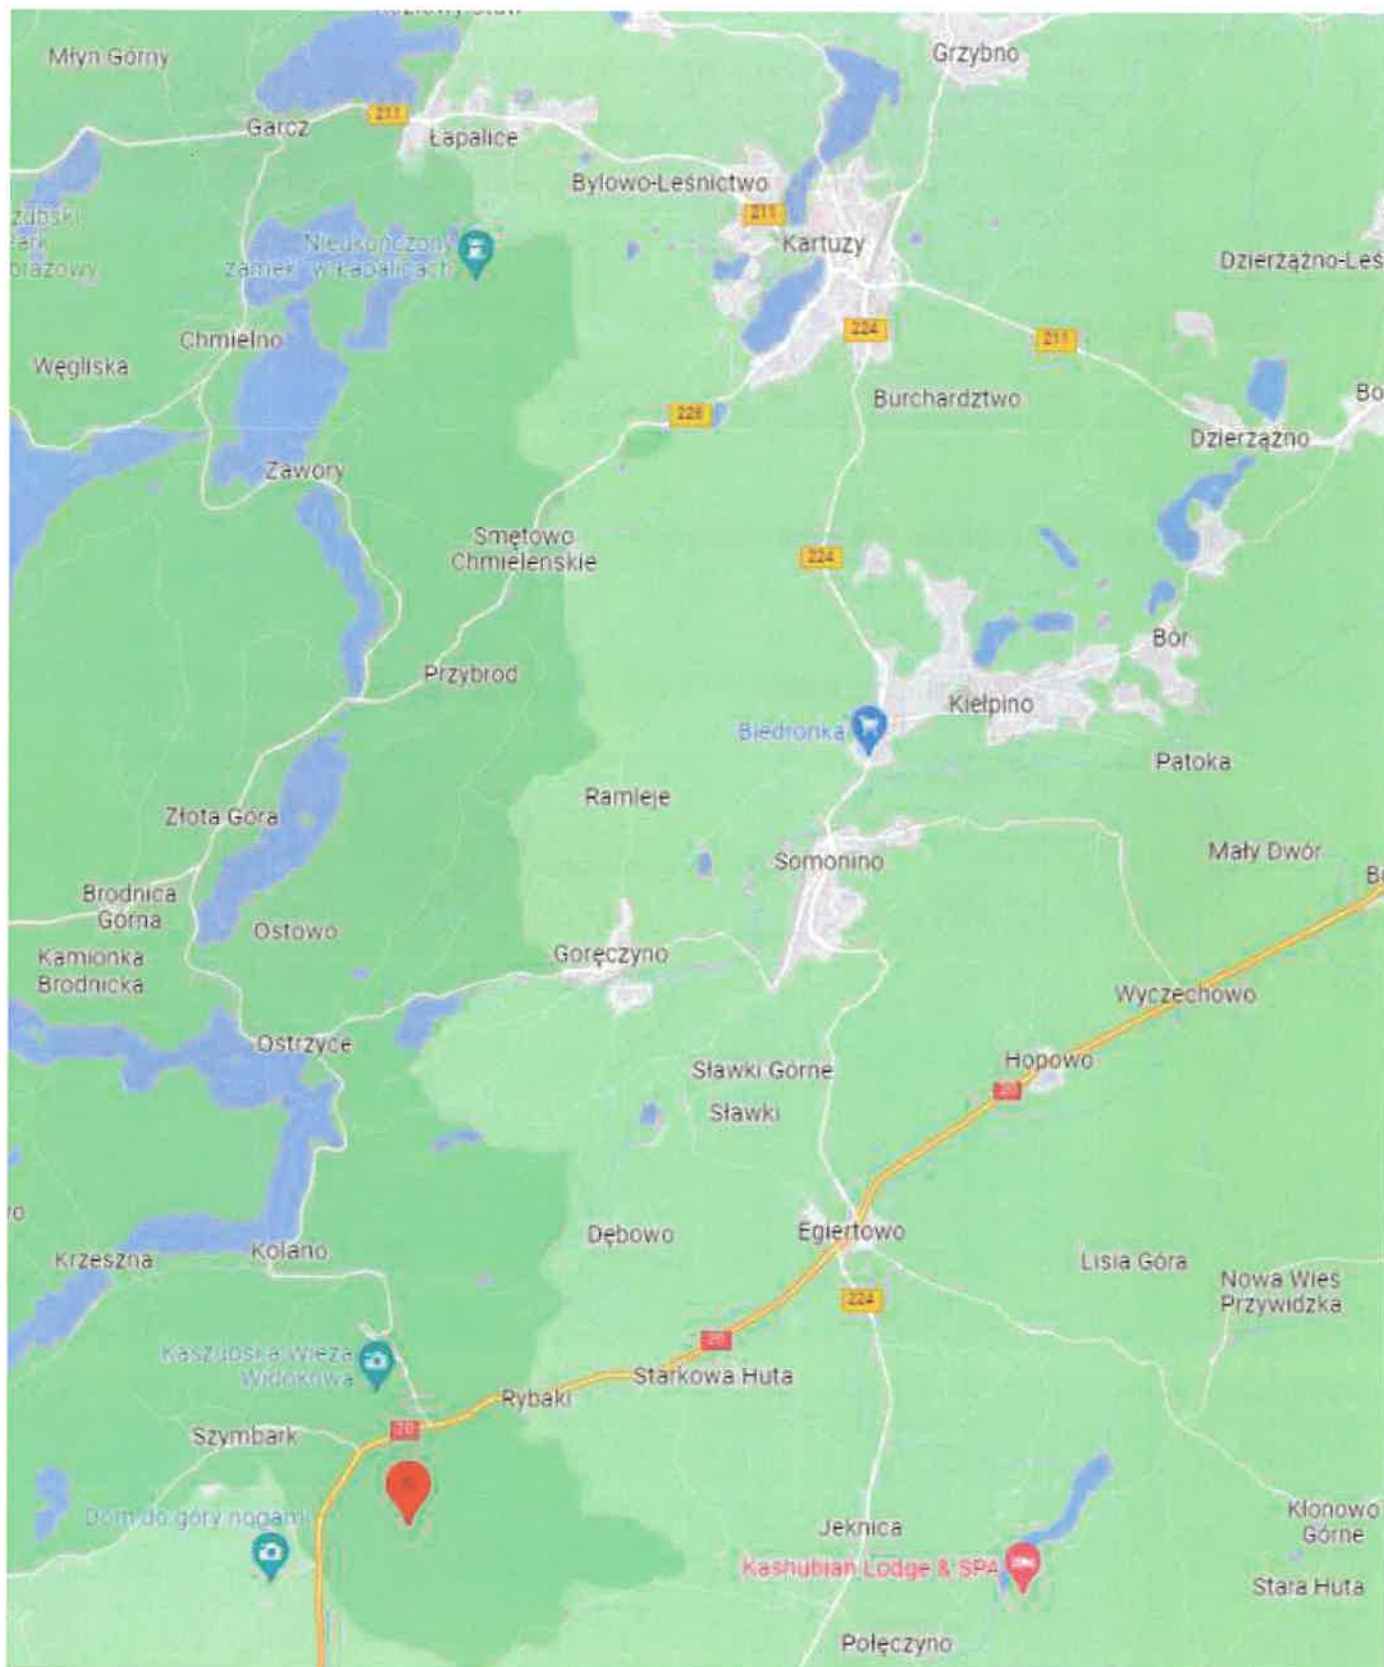 Młyn Górny
Grzybno
211
Garcz
Łapalice
Bylowo-Leśnictwo
211
Kartuzy
Nieukończony
zamek w Łapalicach
Dzierżążno-Leś
224
211
Chmielno
Węgliska
Burchardztwo
228
Dzierżążno
Zawory
Smętowo
Chmieleńskie
224
Bór
Przybród
Kiełpino
Biedronka
Patoka
Ramleje
Złota Góra
Mały Dwór
Somonino
Brodnica
Górna
Ostowo
Goręczyno
Kamionka
Brodnicka
Wyczechowo
Ostrzyce
Hopowo
Sławki Górne
20
Sławki
Dębowo
Egiertowo
Krzeszna
Kolano
Lisia Góra
Nowa Wieś
Przywidzka
224
20
Kaszubska Wieża
Widokowa
Starkowa Huta
Rybaki
20
Szymbark
Dom do góry nogami
Jeknica
Kłonowo
Górne
Kashubian Lodge & SPA
Stara Huta
Połęczyno